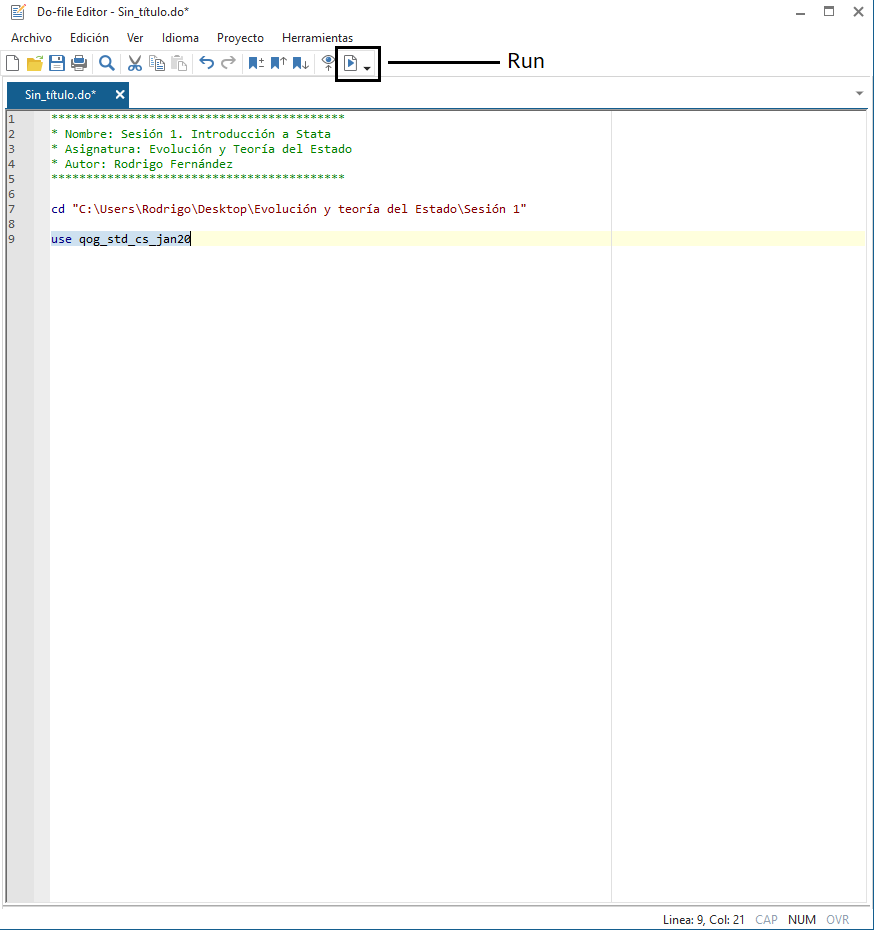 Do-file Editor - Sin_título.do*
Archivo Edición Ver Idioma Proyecto Herramientas
Run
Sin_título.do*
1 ******************************************
2 * Nombre: Sesión 1. Introducción a Stata
3 * Asignatura: Evolución y Teoría del Estado
4 * Autor: Rodrigo Fernández
5 ******************************************
6
7 cd "C:\Users\Rodrigo\Desktop\Evolución y teoría del Estado\Sesión 1"
8
9 use qog_std_cs_jan20
Linea: 9, Col: 21 CAP NUM OVR